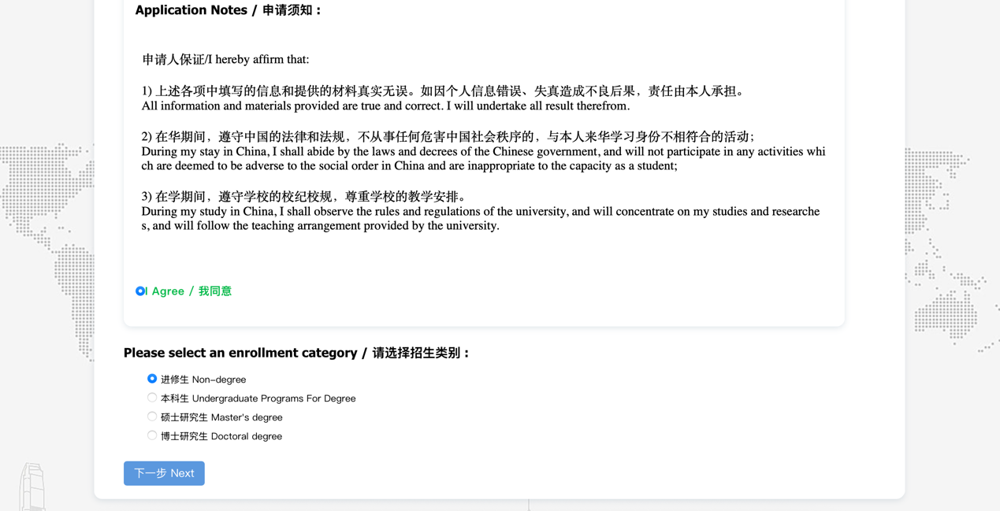 Application Notes / 申请须知：
申请人保证/I hereby affirm that:
1) 上述各项中填写的信息和提供的材料真实无误。如因个人信息错误、失真造成不良后果，责任由本人承担。
All information and materials provided are true and correct. I will undertake all result therefrom.
2) 在华期间，遵守中国的法律和法规，不从事任何危害中国社会秩序的，与本人来华学习身份不相符合的活动；
During my stay in China, I shall abide by the laws and decrees of the Chinese government, and will not participate in any activities whi
ch are deemed to be adverse to the social order in China and are inappropriate to the capacity as a student;
3) 在学期间，遵守学校的校纪校规，尊重学校的教学安排。
During my study in China, I shall observe the rules and regulations of the university, and will concentrate on my studies and researche
s, and will follow the teaching arrangement provided by the university.
I Agree / 我同意
Please select an enrollment category / 请选择招生类别：
进修生 Non-degree
本科生 Undergraduate Programs For Degree
硕士研究生 Master's degree
博士研究生 Doctoral degree
下一步 Next